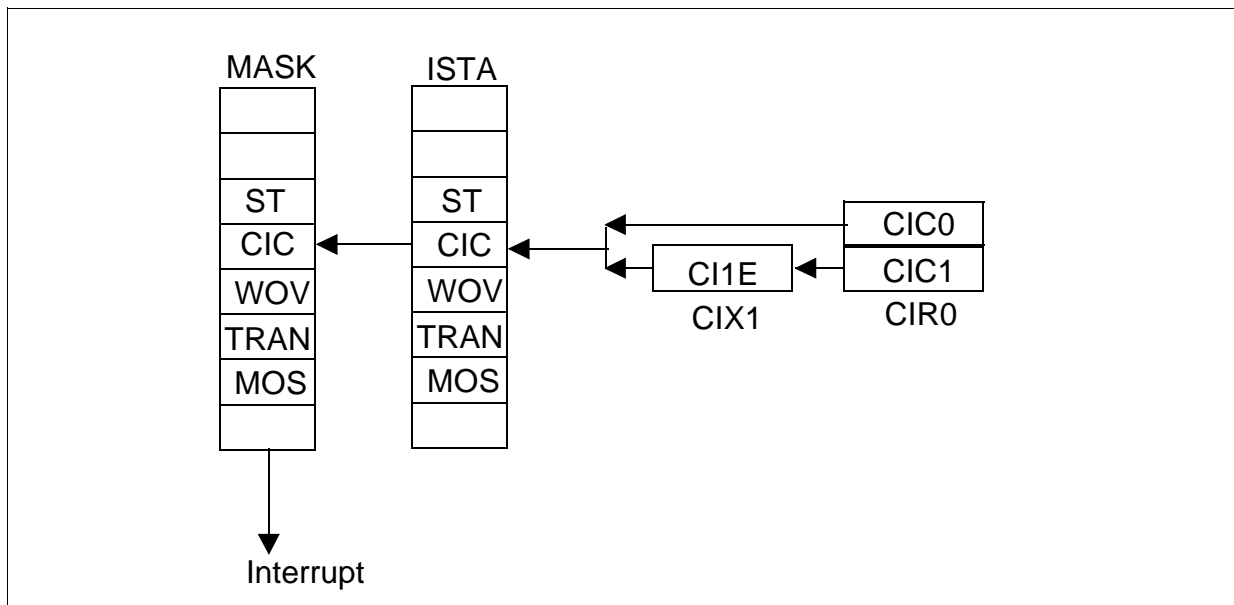 MASK
ISTA
ST
CIC
WOV
TRAN
MOS
ST
CIC
WOV
TRAN
MOS
CIC0
CI1E
CIC1
CIX1
CIR0
Interrupt